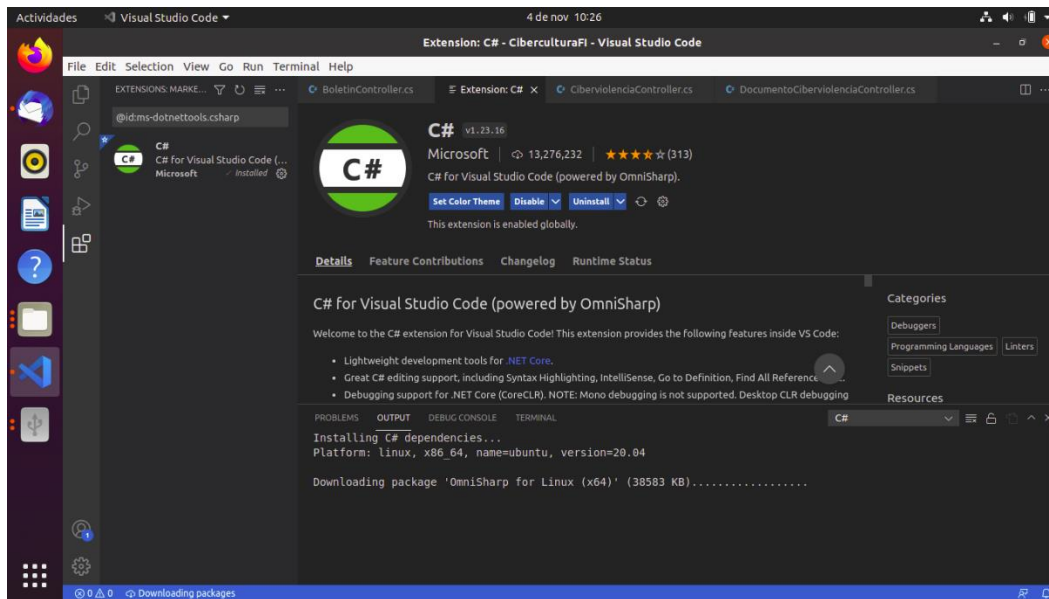 Actividades Visual Studio Code 4 de nov 10:26
Extension: C# - CiberculturaFI - Visual Studio Code
File Edit Selection View Go Run Terminal Help
EXTENSIONS: MARKE...
@id:ms-dotnettools.csharp
C#
C#
C# for Visual Studio Code (...
Microsoft Installed
BoletinController.cs Extension: C# CiberviolenciaController.cs DocumentoCiberviolenciaController.cs
C#
C# v1.23.16
Microsoft 13,276,232 (313)
C# for Visual Studio Code (powered by OmniSharp).
Set Color Theme Disable Uninstall
This extension is enabled globally.
Details Feature Contributions Changelog Runtime Status
C# for Visual Studio Code (powered by OmniSharp)
Welcome to the C# extension for Visual Studio Code! This extension provides the following features inside VS Code:
• Lightweight development tools for .NET Core.
• Great C# editing support, including Syntax Highlighting, IntelliSense, Go to Definition, Find All
• Debugging support for .NET Core (CoreCLR). NOTE: Mono debugging is not supported. Desktop CLR debugging
Categories
Debuggers
Programming Languages Linters
Snippets
Resources
PROBLEMS OUTPUT DEBUG CONSOLE TERMINAL C#
Installing C# dependencies...
Platform: linux, x86_64, name=ubuntu, version=20.04
Downloading package 'OmniSharp for Linux (x64)' (38583 KB)..................
1
0 0 Downloading packages